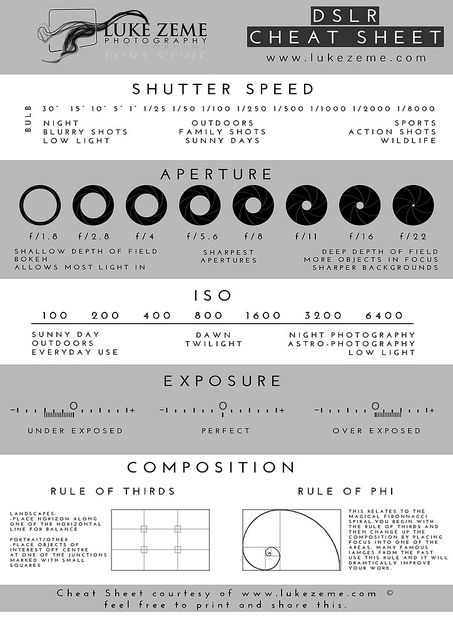 LUKE ZEME
PHOTOGRAPHY
DSLR
CHEAT SHEET
www.lukezeme.com
SHUTTER SPEED
BULB
30" 15" 10" 5" 1" 1/25 1/50 1/100 1/250 1/500 1/1000 1/2000 1/8000
NIGHT
BLURRY SHOTS
LOW LIGHT
OUTDOORS
FAMILY SHOTS
SUNNY DAYS
SPORTS
ACTION SHOTS
WILDLIFE
APERTURE
f/1.8 f/2.8 f/4 f/5.6 f/8 f/11 f/16 f/22
SHALLOW DEPTH OF FIELD
BOKEH
ALLOWS MOST LIGHT IN
SHARPEST
APERTURES
DEEP DEPTH OF FIELD
MORE OBJECTS IN FOCUS
SHARPER BACKGROUNDS
ISO
100 200 400 800 1600 3200 6400
SUNNY DAY
OUTDOORS
EVERYDAY USE
DAWN
TWILIGHT
NIGHT PHOTOGRAPHY
ASTRO-PHOTOGRAPHY
LOW LIGHT
EXPOSURE
UNDER EXPOSED
PERFECT
OVER EXPOSED
COMPOSITION
RULE OF THIRDS
LANDSCAPES:
-PLACE HORIZON ALONG
ONE OF THE HORIZONTAL
LINE FOR BALANCE
PORTRAIT/OTHER
-PLACE OBJECTS OF
INTEREST OFF CENTRE
AT ONE OF THE JUNCTIONS
MARKED WITH SMALL
SQUARES
RULE OF PHI
THIS RELATES TO THE
MAGICAL FIBONNACCI
SPIRAL.YOU BEGIN WITH
THE RULE OF THIRDS AND
THEN CHANGE UP THE
COMPOSITION BY PLACING
FOCUS INTO ONE OF THE
AREAS. MANY FAMOUS
IAMGES FROM THE PAST
USE THIS RULE AND IT WILL
DRAMTICALLY IMPROVE
YOUR WORK.
Cheat Sheet courtesy of www.lukezeme.com ©
feel free to print and share this.